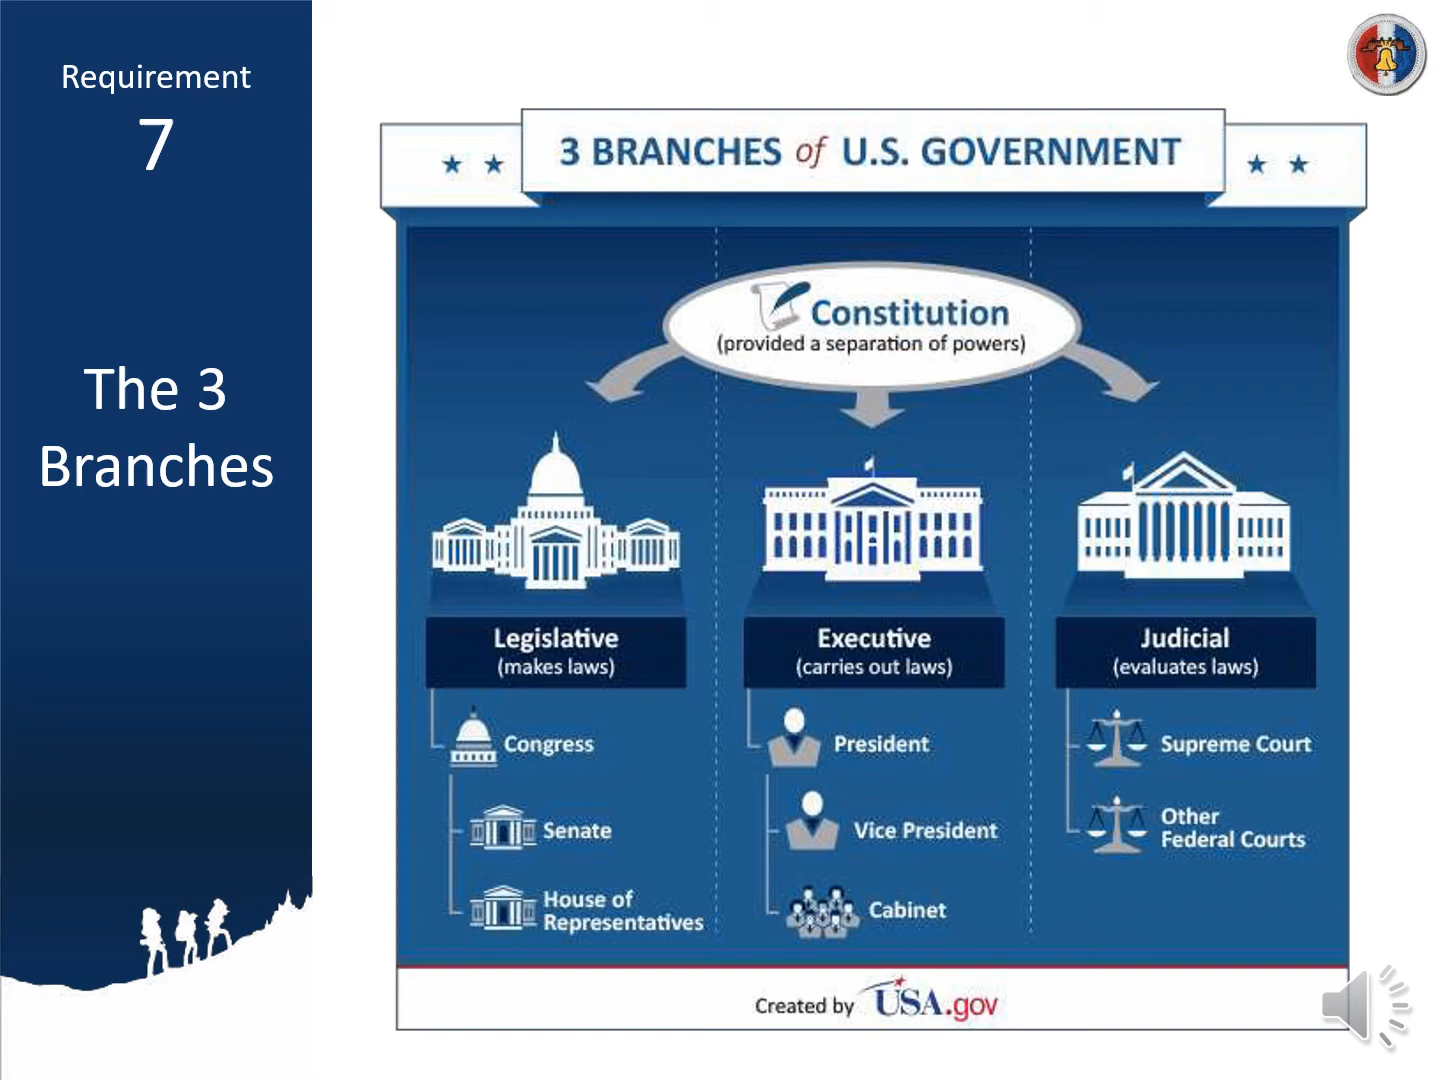 Requirement
7
The 3
Branches
3 BRANCHES of U.S. GOVERNMENT
Constitution
(provided a separation of powers)
Legislative
(makes laws)
Congress
Senate
House of
Representatives
Executive
(carries out laws)
President
Vice President
Cabinet
Judicial
(evaluates laws)
Supreme Court
Other
Federal Courts
Created by USA.gov